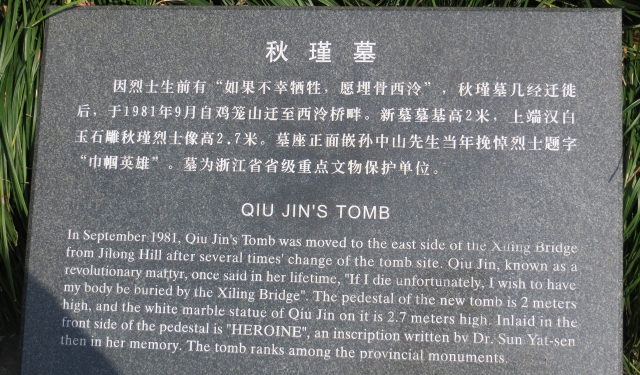 秋瑾墓
因烈士生前有“如果不幸牺牲，愿埋骨西泠”，秋瑾墓几经迁徙
后，于1981年9月自鸡笼山迁至西泠桥畔。新墓墓基高2米，上端汉白
玉石雕秋瑾烈士像高2.7米。墓座正面嵌孙中山先生当年挽悼烈士题字
“巾帼英雄”。墓为浙江省省级重点文物保护单位。
QIU JIN'S TOMB
In September 1981, Qiu Jin's Tomb was moved to the east side of the Xiling Bridge
from Jilong Hill after several times' change of the tomb site. Qiu Jin, known as a
revolutionary martyr, once said in her lifetime, "If I die unfortunately, I wish to have
my body be buried by the Xiling Bridge". The pedestal of the new tomb is 2 meters
high, and the white marble statue of Qiu Jin on it is 2.7 meters high. Inlaid in the
front side of the pedestal is "HEROINE", an inscription written by Dr. Sun Yat-sen
then in her memory. The tomb ranks among the provincial monuments.